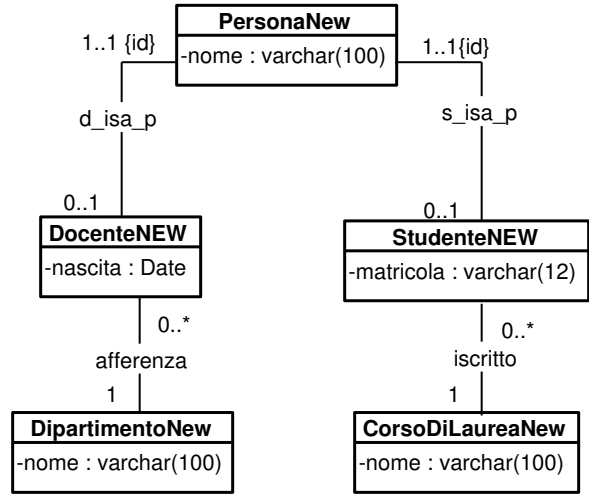 PersonaNew
-nome : varchar(100)
1..1 {id}
1..1{id}
d_isa_p
s_isa_p
0..1
0..1
DocenteNEW
-nascita : Date
StudenteNEW
-matricola : varchar(12)
0..*
0..*
afferenza
iscritto
1
1
DipartimentoNew
-nome : varchar(100)
CorsoDiLaureaNew
-nome : varchar(100)